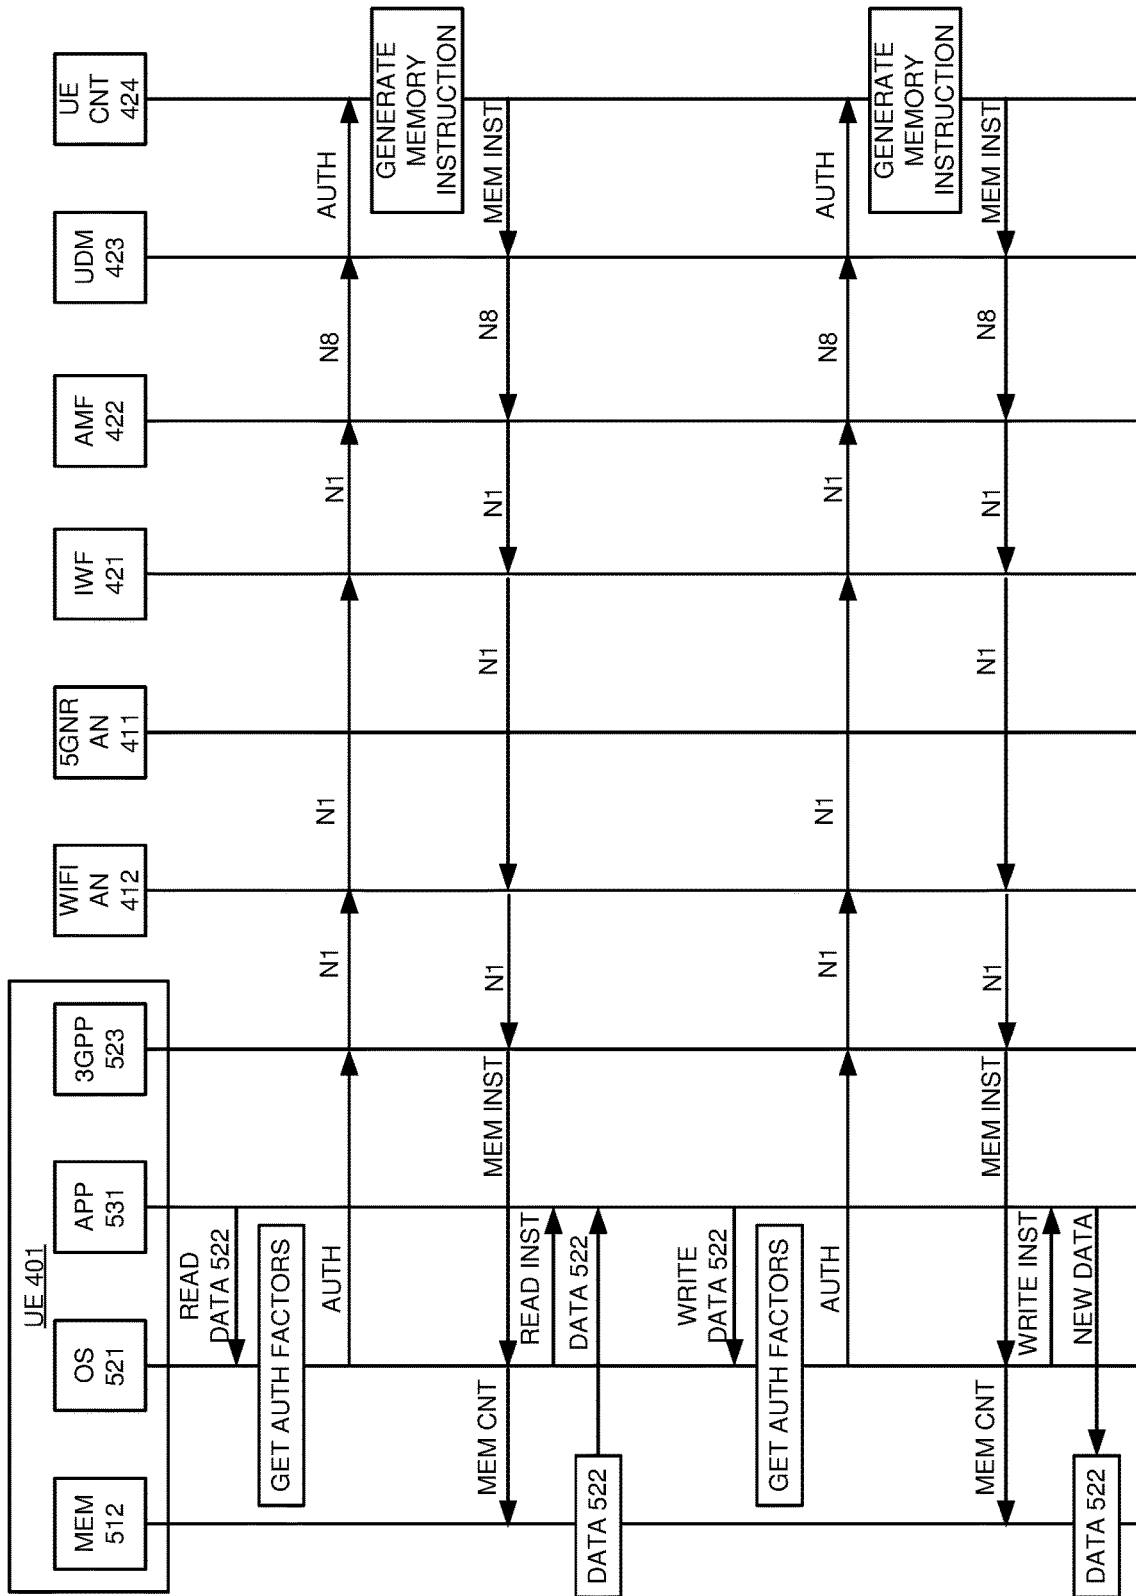 UE 401
MEM
512
OS
521
APP
531
3GPP
523
WIFI
AN
412
5GNR
AN
411
IWF
421
AMF
422
UDM
423
UE
CNT
424
READ
DATA 522
GET AUTH FACTORS
AUTH
N1
N1
N1
N8
AUTH
GENERATE
MEMORY
INSTRUCTION
MEM INST
N8
N1
N1
N1
MEM INST
MEM CNT
READ INST
DATA 522
DATA 522
WRITE
DATA 522
GET AUTH FACTORS
AUTH
N1
N1
N1
N8
AUTH
GENERATE
MEMORY
INSTRUCTION
MEM INST
N8
N1
N1
N1
MEM INST
MEM CNT
WRITE INST
NEW DATA
DATA 522